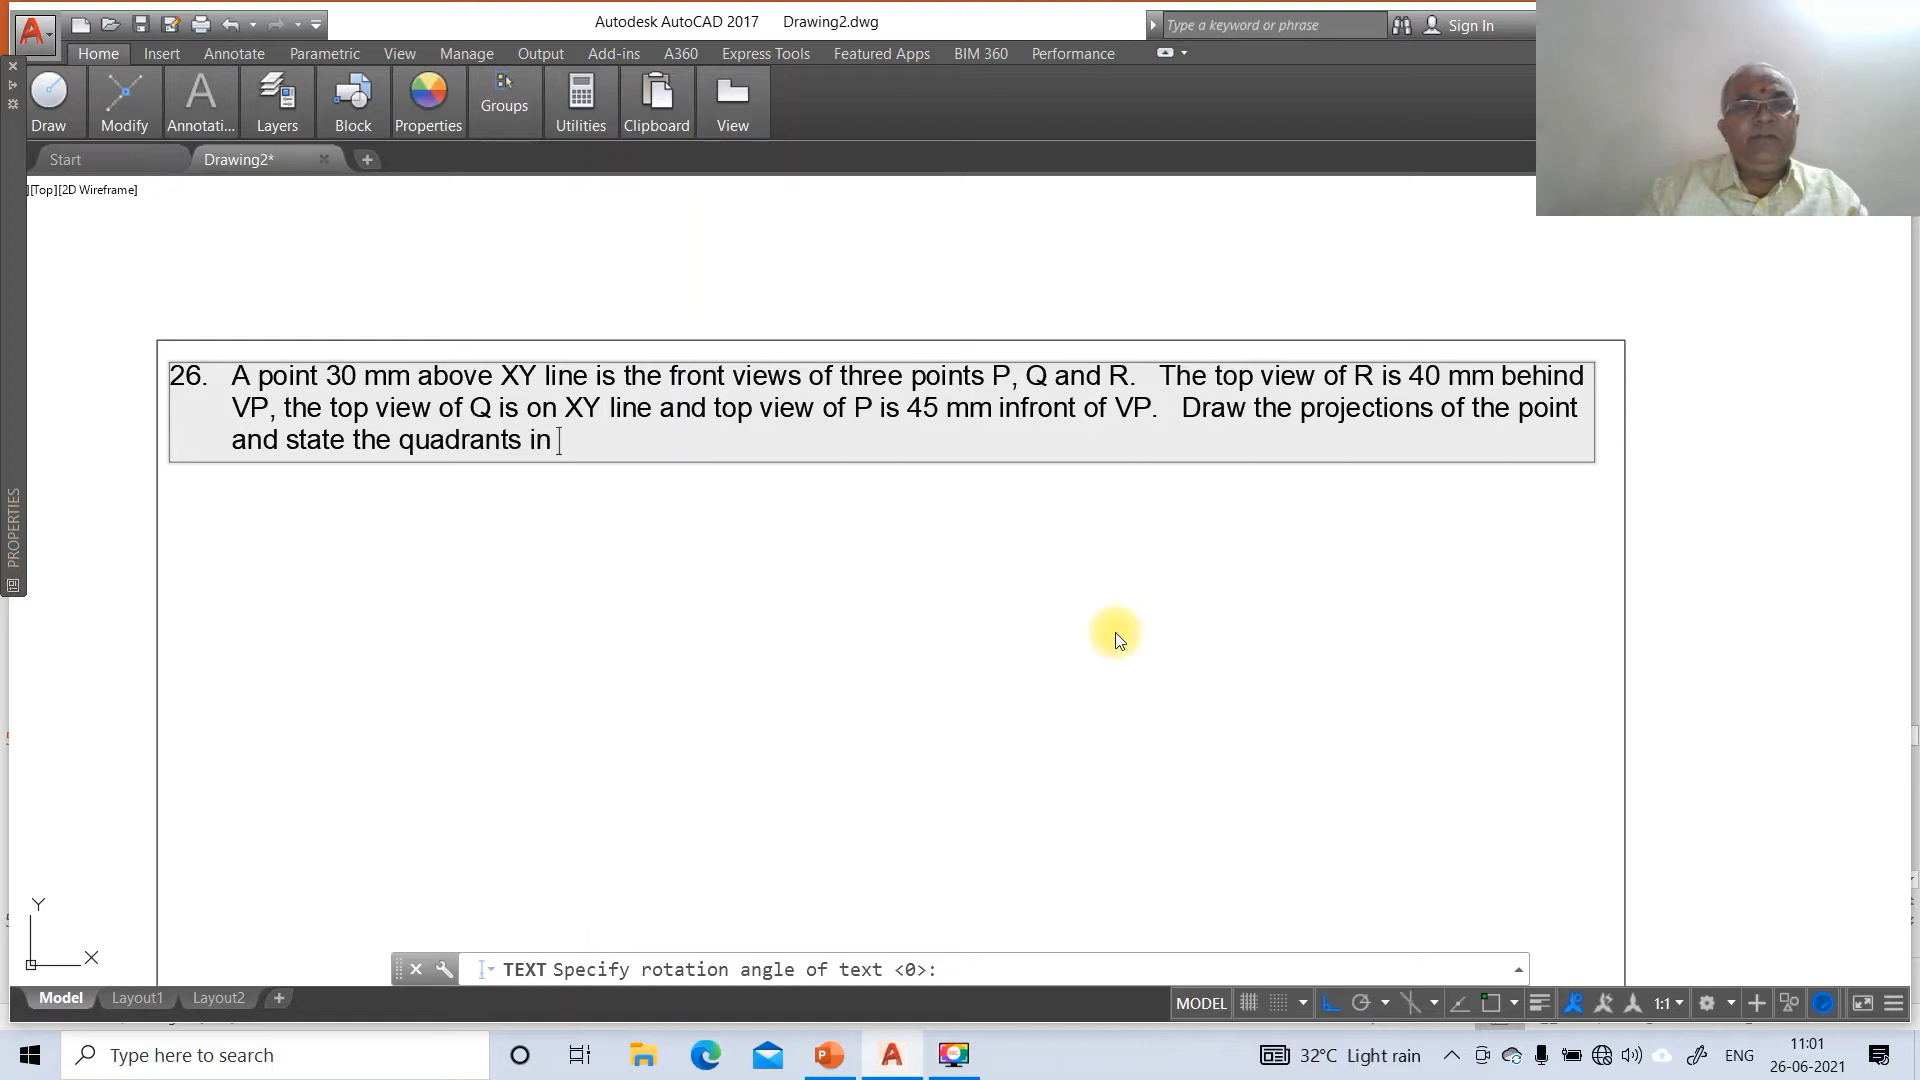 Autodesk AutoCAD 2017 Drawing2.dwg
Type a keyword or phrase
Sign In
Home Insert Annotate Parametric View Manage Output Add-ins A360 Express Tools Featured Apps BIM 360 Performance
Draw Modify Annotati... Layers Block Properties Groups Utilities Clipboard View
Start Drawing2*
][Top][2D Wireframe]
26. A point 30 mm above XY line is the front views of three points P, Q and R. The top view of R is 40 mm behind
VP, the top view of Q is on XY line and top view of P is 45 mm infront of VP. Draw the projections of the point
and state the quadrants in
PROPERTIES
Y
X
TEXT Specify rotation angle of text <0>:
Model Layout1 Layout2
MODEL 1:1
Type here to search
32°C Light rain
ENG
11:01
26-06-2021